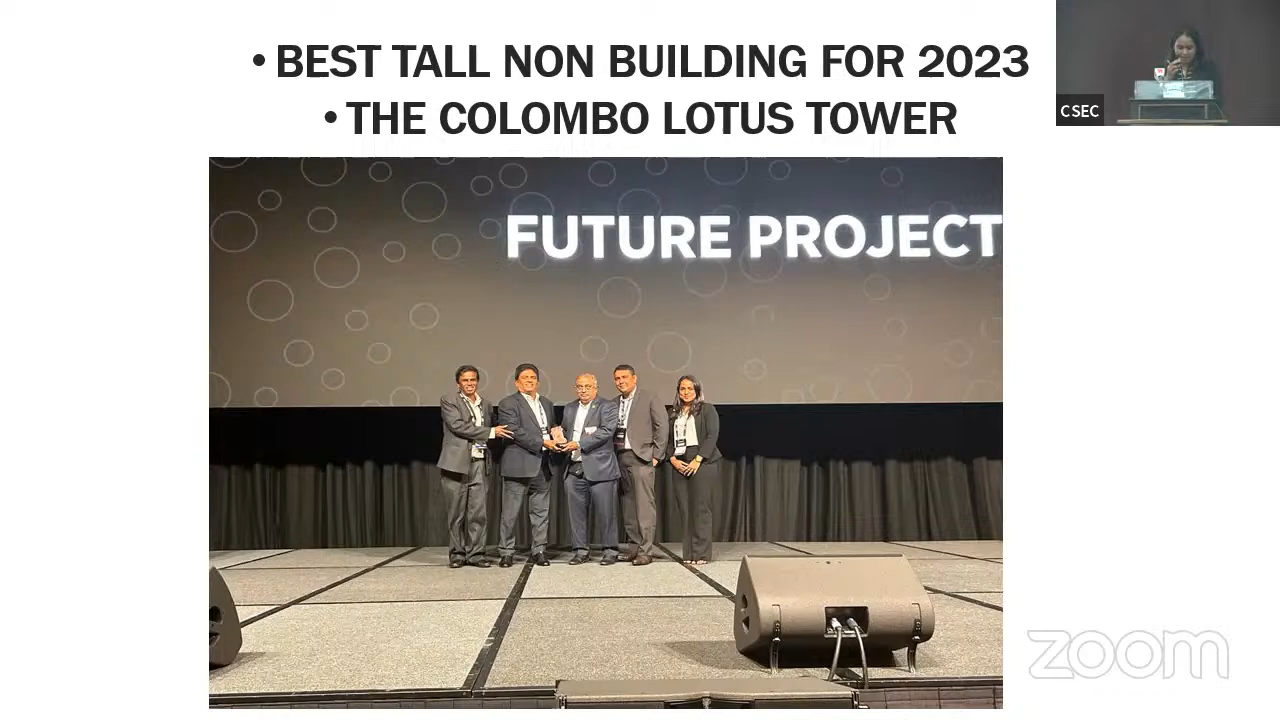 • BEST TALL NON BUILDING FOR 2023
• THE COLOMBO LOTUS TOWER
CSEC
FUTURE PROJECT
zoom